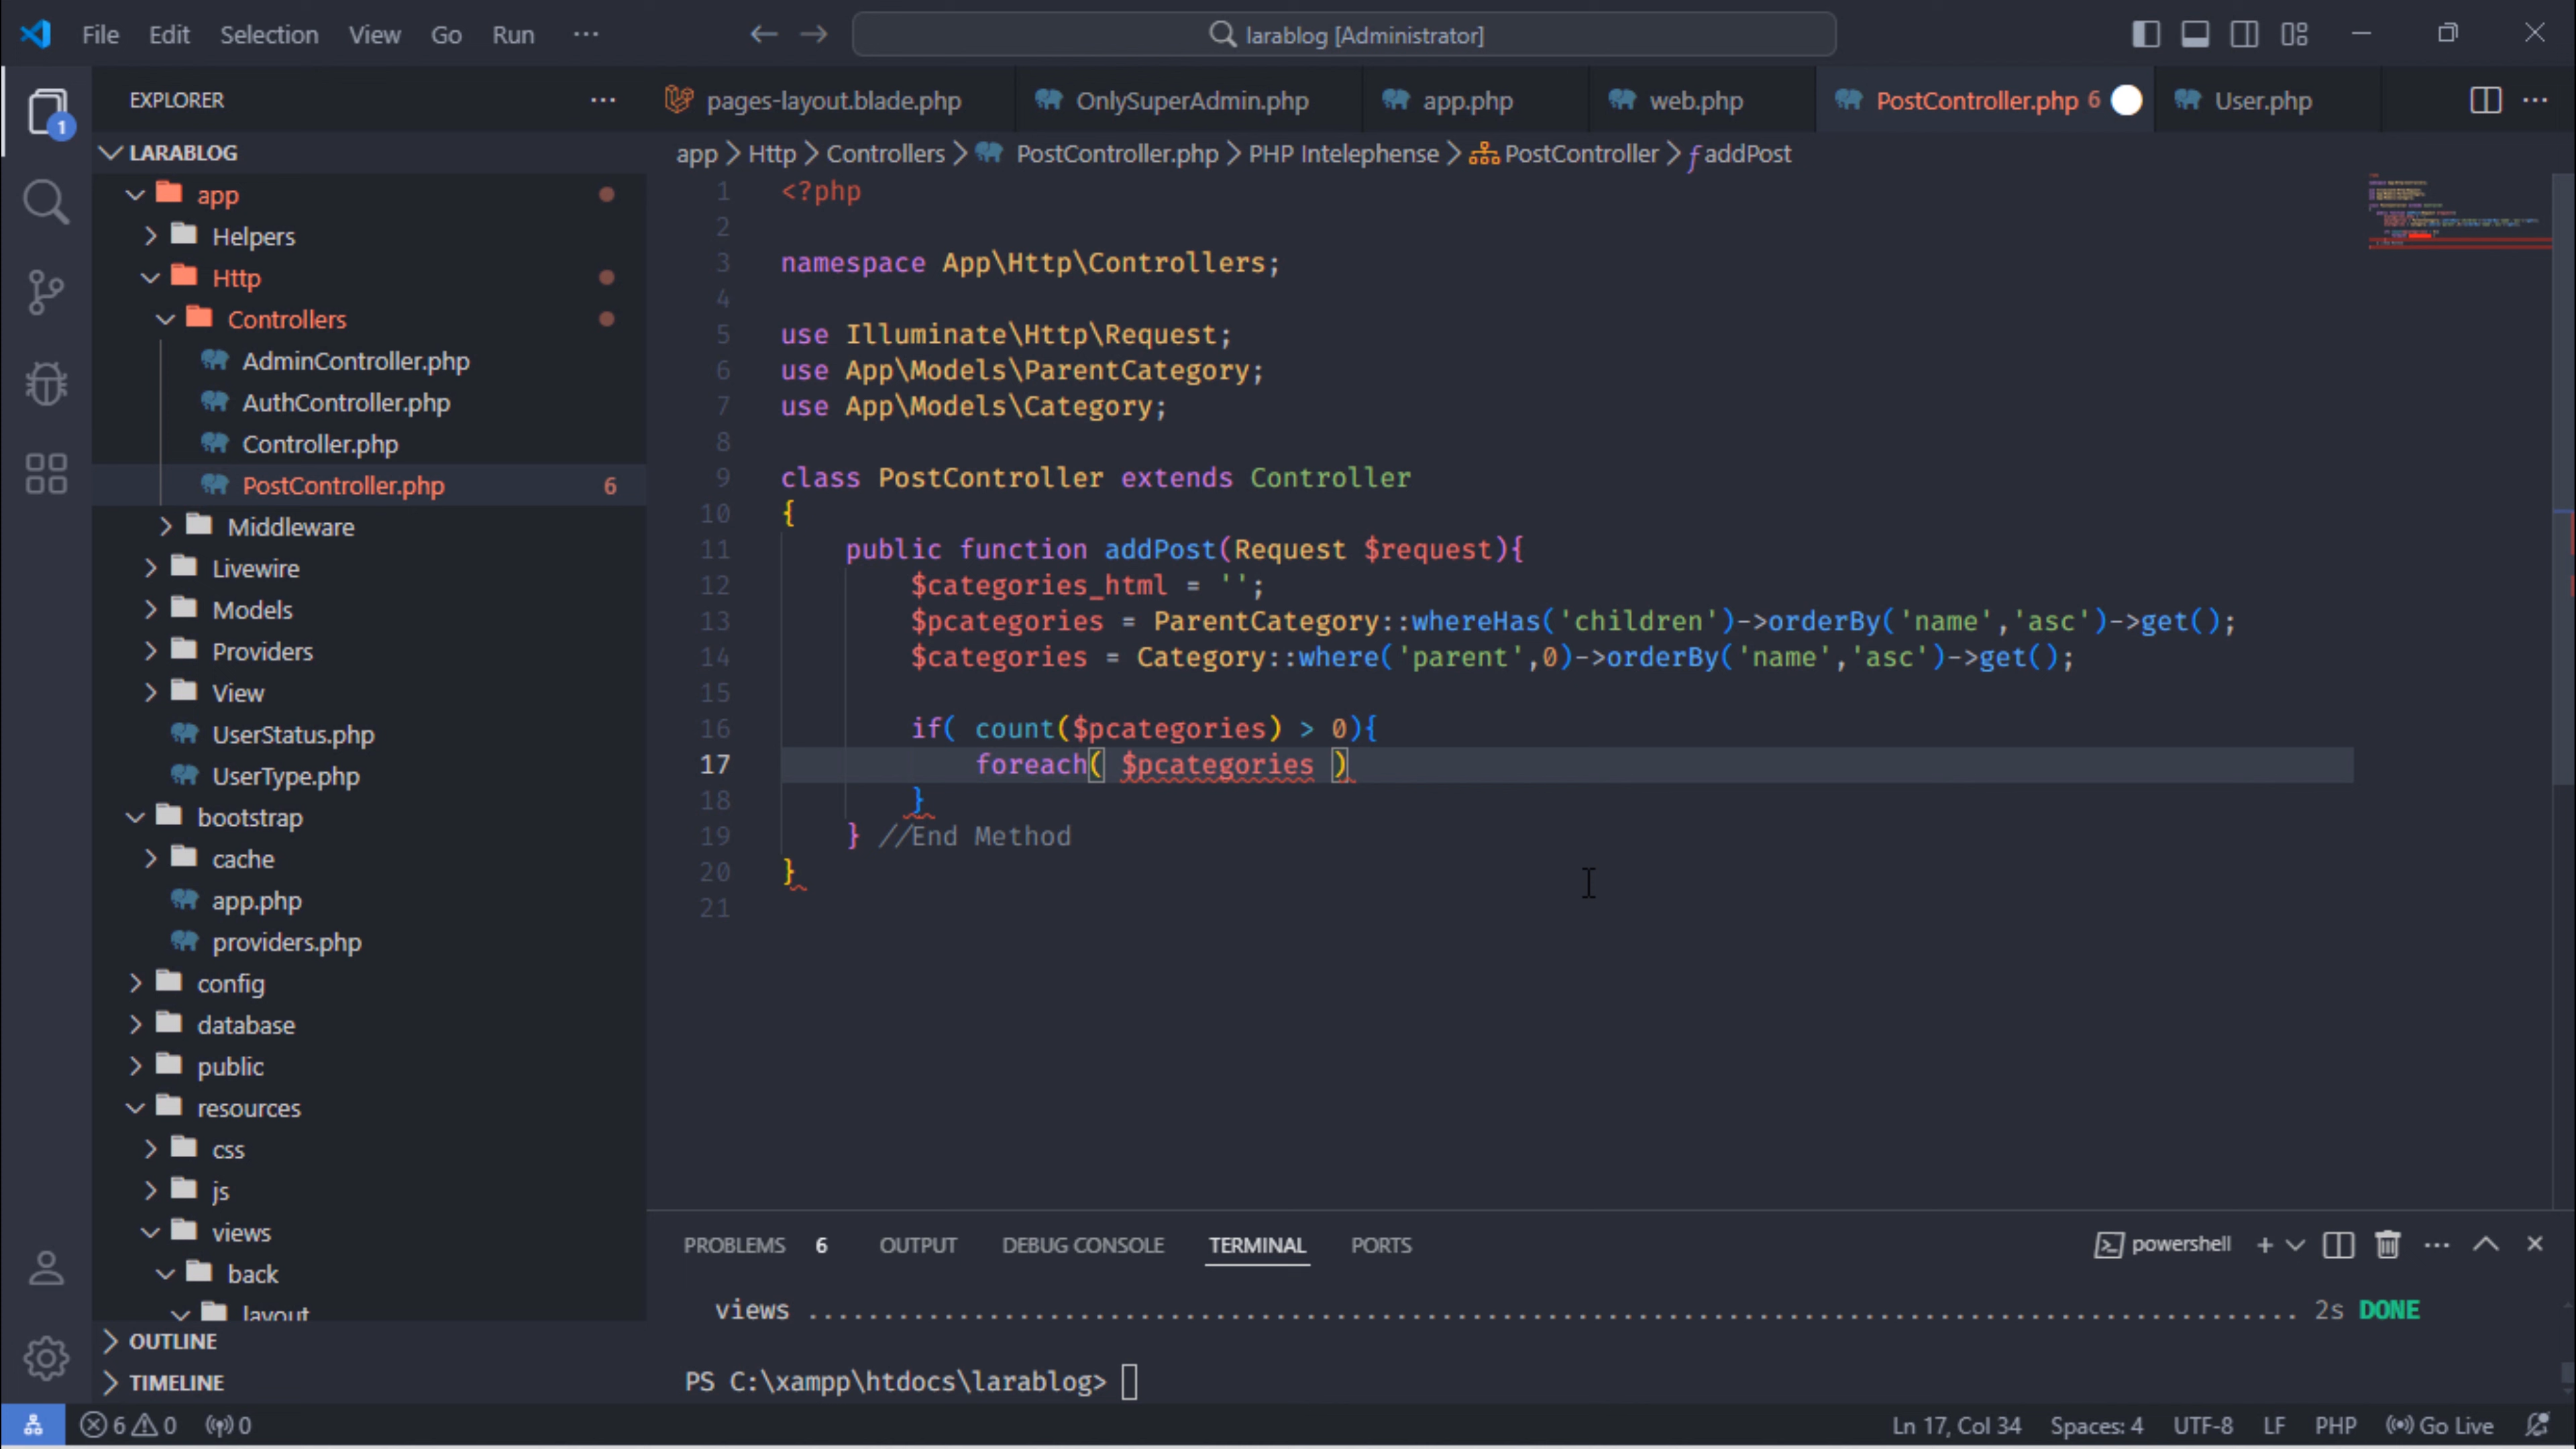 File Edit Selection View Go Run ··· larablog [Administrator]
EXPLORER ···
pages-layout.blade.php OnlySuperAdmin.php app.php web.php PostController.php 6 User.php ···
1
LARABLOG
app > Http > Controllers > PostController.php > PHP Intelephense > PostController > addPost
app
Helpers
Http
Controllers
AdminController.php
AuthController.php
Controller.php
PostController.php 6
Middleware
Livewire
Models
Providers
View
UserStatus.php
UserType.php
bootstrap
cache
app.php
providers.php
config
database
public
resources
css
js
views
back
layout
OUTLINE
TIMELINE
1 <?php
2
3 namespace App\Http\Controllers;
4
5 use Illuminate\Http\Request;
6 use App\Models\ParentCategory;
7 use App\Models\Category;
8
9 class PostController extends Controller
10 {
11 public function addPost(Request $request){
12 $categories_html = '';
13 $pcategories = ParentCategory::whereHas('children')->orderBy('name','asc')->get();
14 $categories = Category::where('parent',0)->orderBy('name','asc')->get();
15
16 if( count($pcategories) > 0){
17 foreach( $pcategories )
18 }
19 } //End Method
20 }
21
PROBLEMS 6 OUTPUT DEBUG CONSOLE TERMINAL PORTS powershell
views ........................................ 2s DONE
PS C:\xampp\htdocs\larablog>
6 0 0 Ln 17, Col 34 Spaces: 4 UTF-8 LF PHP Go Live